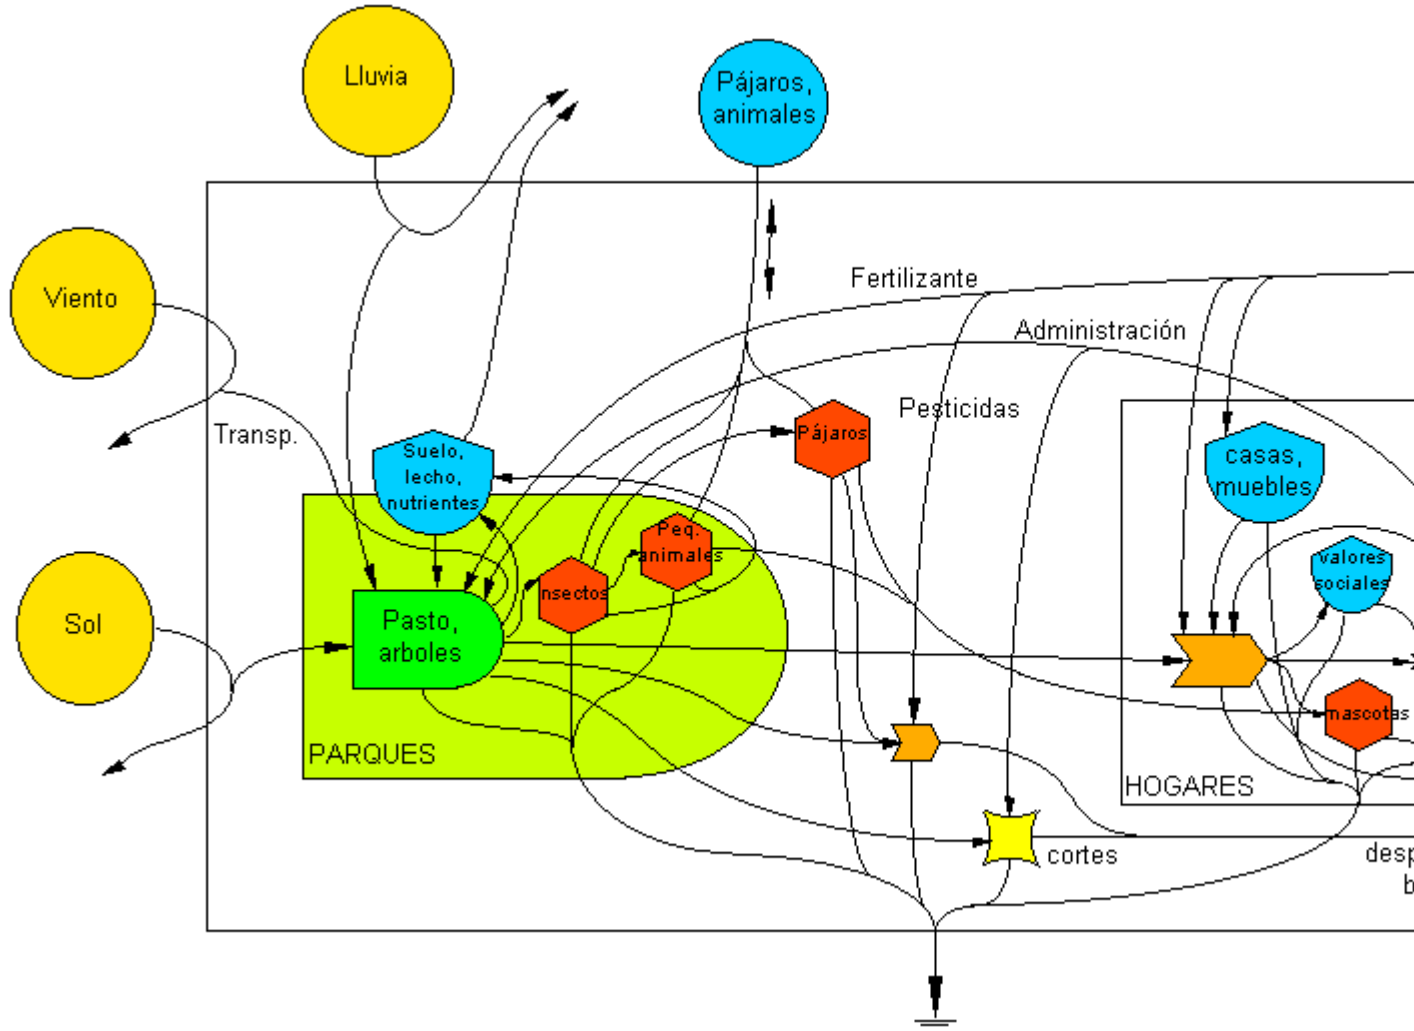 Lluvia
Pájaros,
animales
Viento
Fertilizante
Administración
Transp.
Pesticidas
Pájaros
Suelo,
lecho,
nutrientes
casas,
muebles
Peq.
animales
nsectos
valores
sociales
Sol
Pasto,
arboles
mascotas
PARQUES
HOGARES
cortes
desp
b